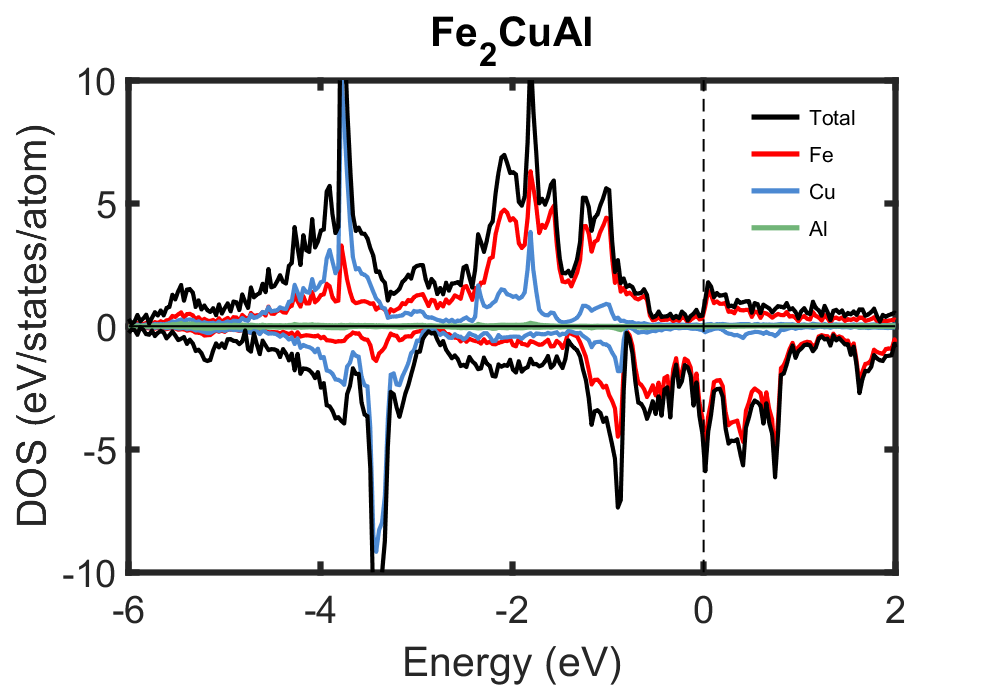 Fe₂CuAl
DOS (eV/states/atom)
10
5
0
-5
-10
Total
Fe
Cu
Al
-6 -4 -2 0 2
Energy (eV)